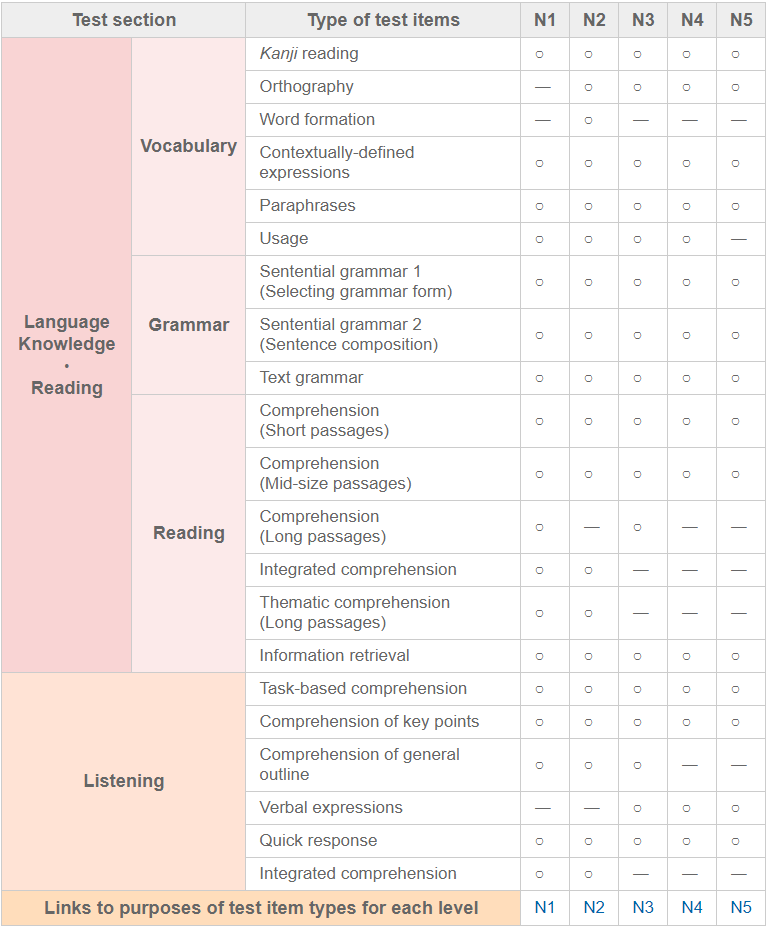 Test section Type of test items N1 N2 N3 N4 N5
Language
Knowledge
・
Reading
Vocabulary
Kanji reading ○ ○ ○ ○ ○
Orthography — ○ ○ ○ ○
Word formation — ○ — — —
Contextually-defined
expressions ○ ○ ○ ○ ○
Paraphrases ○ ○ ○ ○ ○
Usage ○ ○ ○ ○ —
Grammar
Sentential grammar 1
(Selecting grammar form) ○ ○ ○ ○ ○
Sentential grammar 2
(Sentence composition) ○ ○ ○ ○ ○
Text grammar ○ ○ ○ ○ ○
Reading
Comprehension
(Short passages) ○ ○ ○ ○ ○
Comprehension
(Mid-size passages) ○ ○ ○ ○ ○
Comprehension
(Long passages) ○ — ○ — —
Integrated comprehension ○ ○ — — —
Thematic comprehension
(Long passages) ○ ○ — — —
Information retrieval ○ ○ ○ ○ ○
Listening
Task-based comprehension ○ ○ ○ ○ ○
Comprehension of key points ○ ○ ○ ○ ○
Comprehension of general
outline ○ ○ ○ — —
Verbal expressions — — ○ ○ ○
Quick response ○ ○ ○ ○ ○
Integrated comprehension ○ ○ — — —
Links to purposes of test item types for each level N1 N2 N3 N4 N5